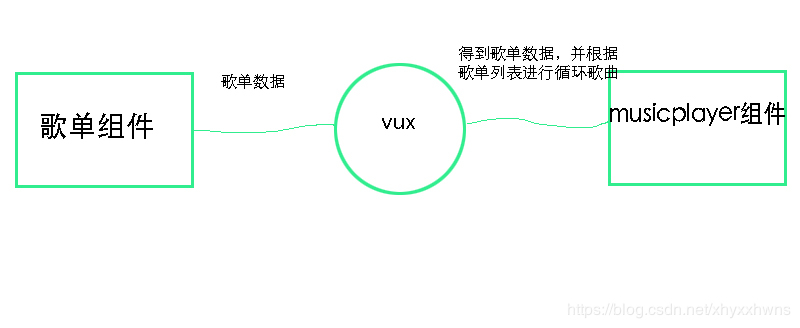 歌单组件
歌单数据
vux
得到歌单数据，并根据
歌单列表进行循环歌曲
musicplayer组件
https://blog.csdn.net/xhyxxhwns